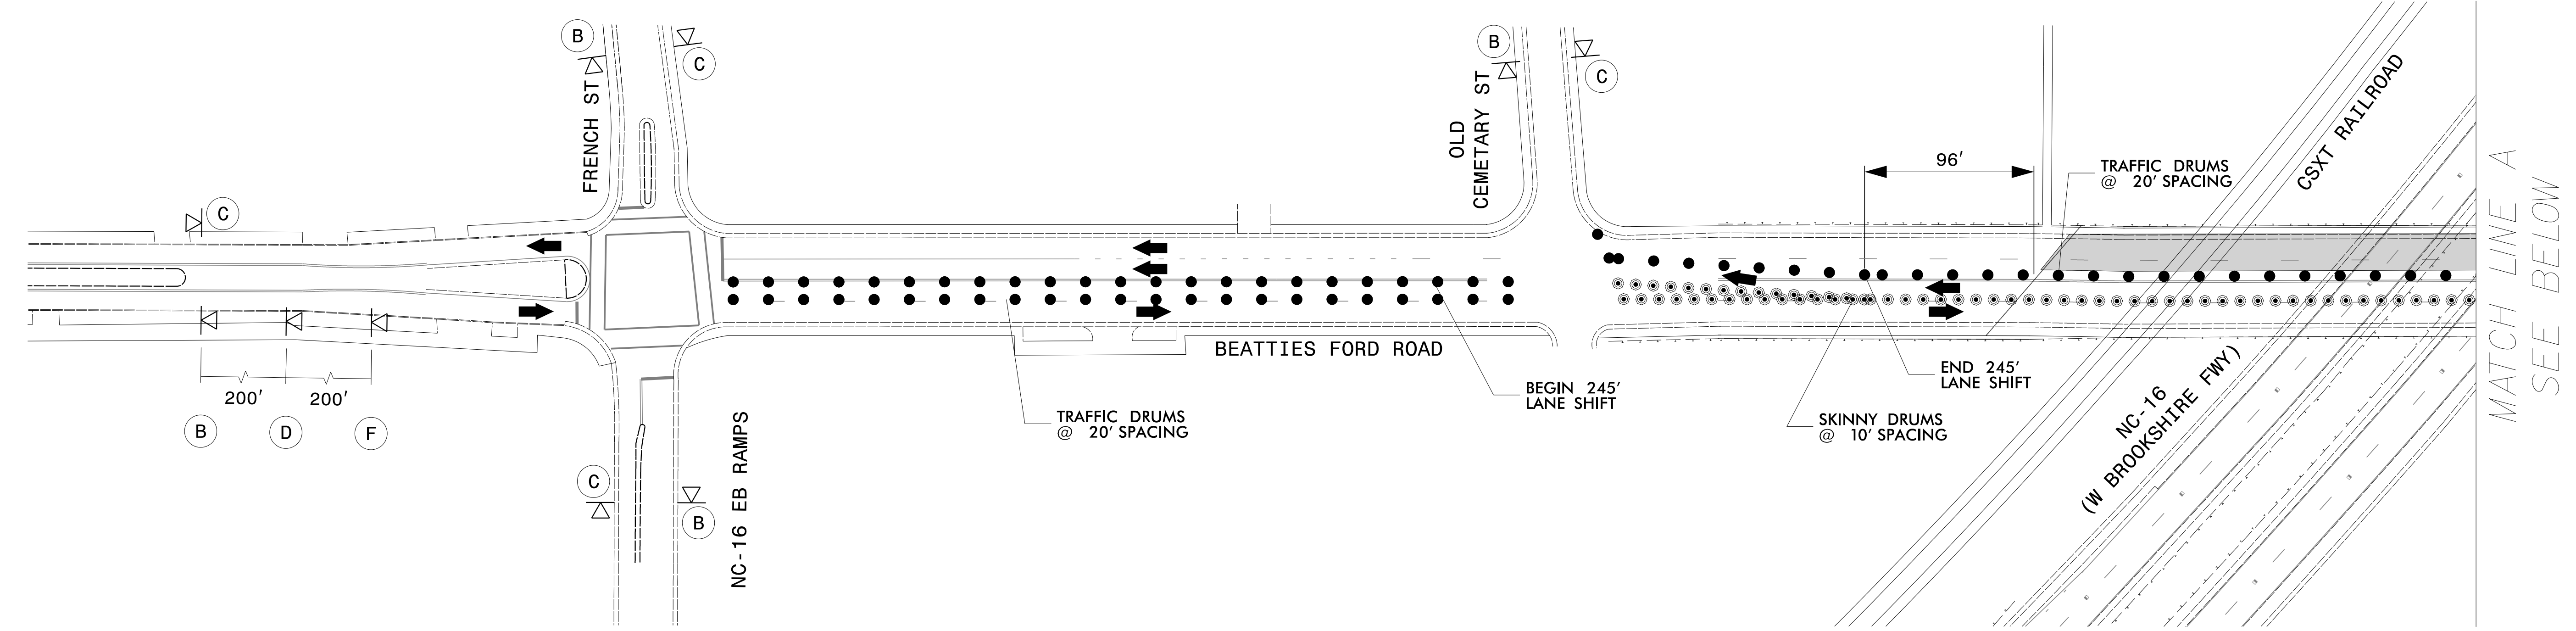 B
C
FRENCH ST
C
200'
200'
B
D
F
C
B
NC-16 EB RAMPS
TRAFFIC DRUMS
@ 20' SPACING
BEATTIES FORD ROAD
B
C
OLD
CEMETARY ST
BEGIN 245'
LANE SHIFT
96'
TRAFFIC DRUMS
@ 20' SPACING
END 245'
LANE SHIFT
SKINNY DRUMS
@ 10' SPACING
CSXT RAILROAD
NC-16
(W BROOKSHIRE FWY)
MATCH LINE A
SEE BELOW